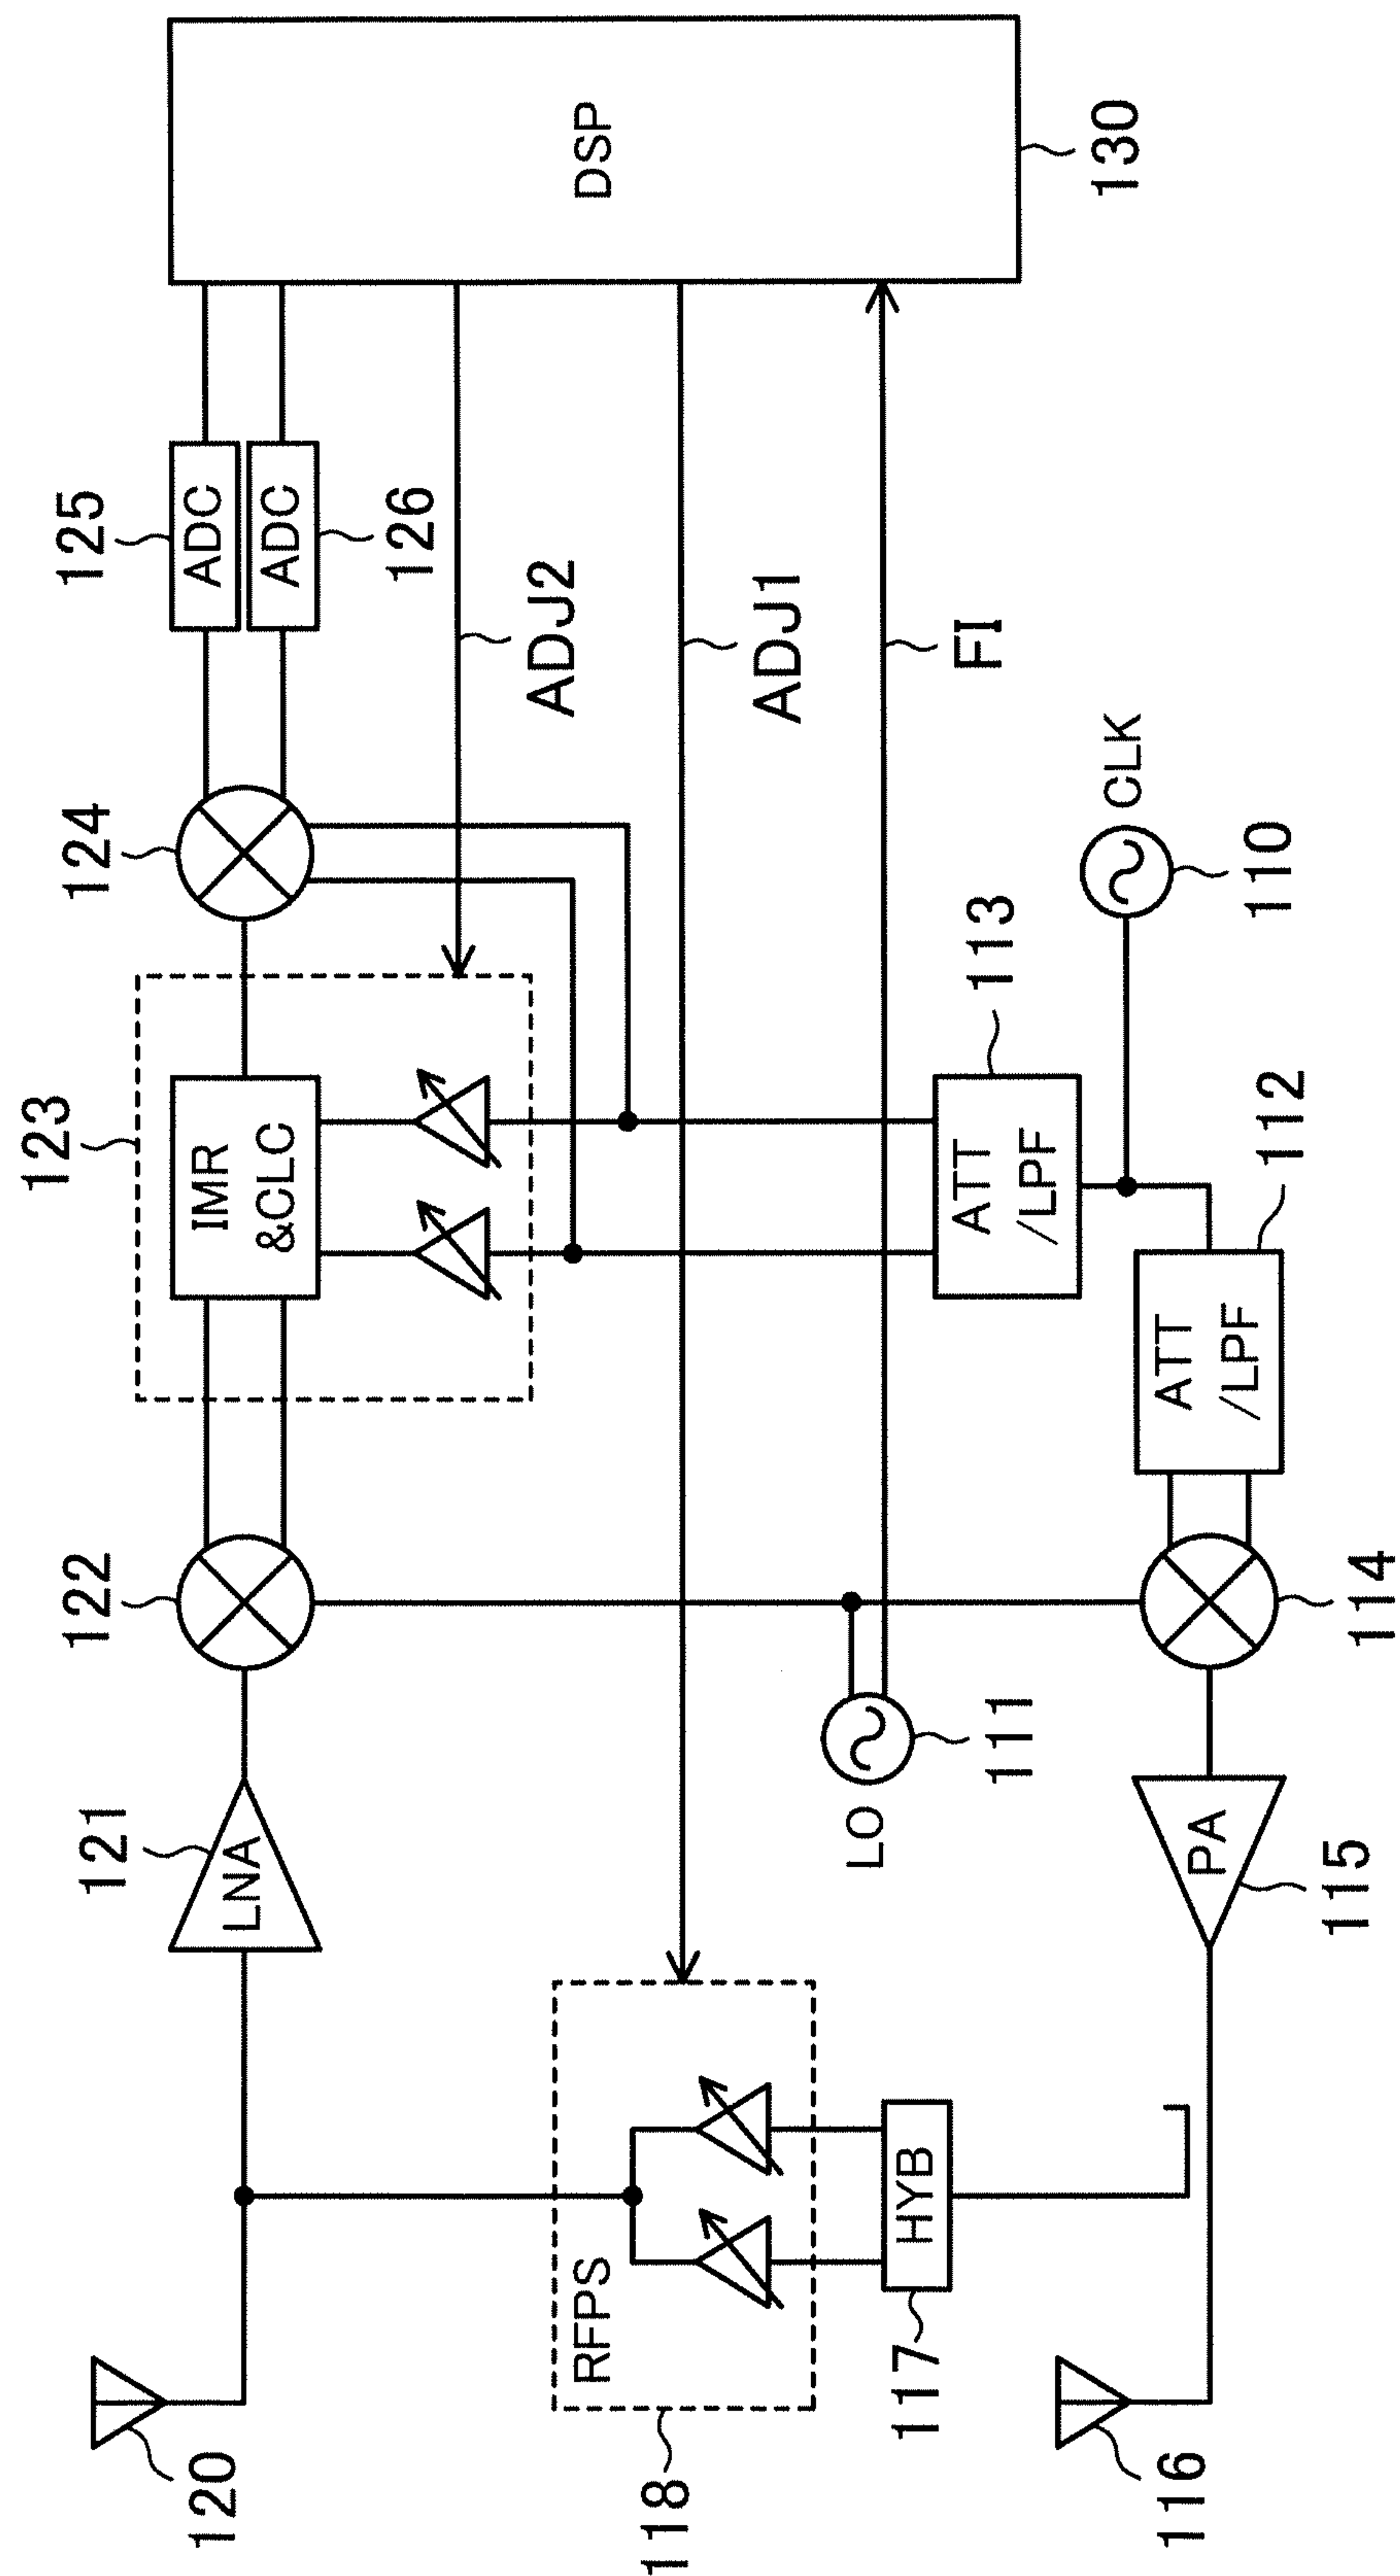 120
121
LNA
122
123
IMR
&CLC
124
125
ADC
ADC
126
ADJ2
DSP
130
ADJ1
FI
RFPS
118
HYB
117
LO
111
ATT
/LPF
113
CLK
110
ATT
/LPF
112
114
PA
115
116